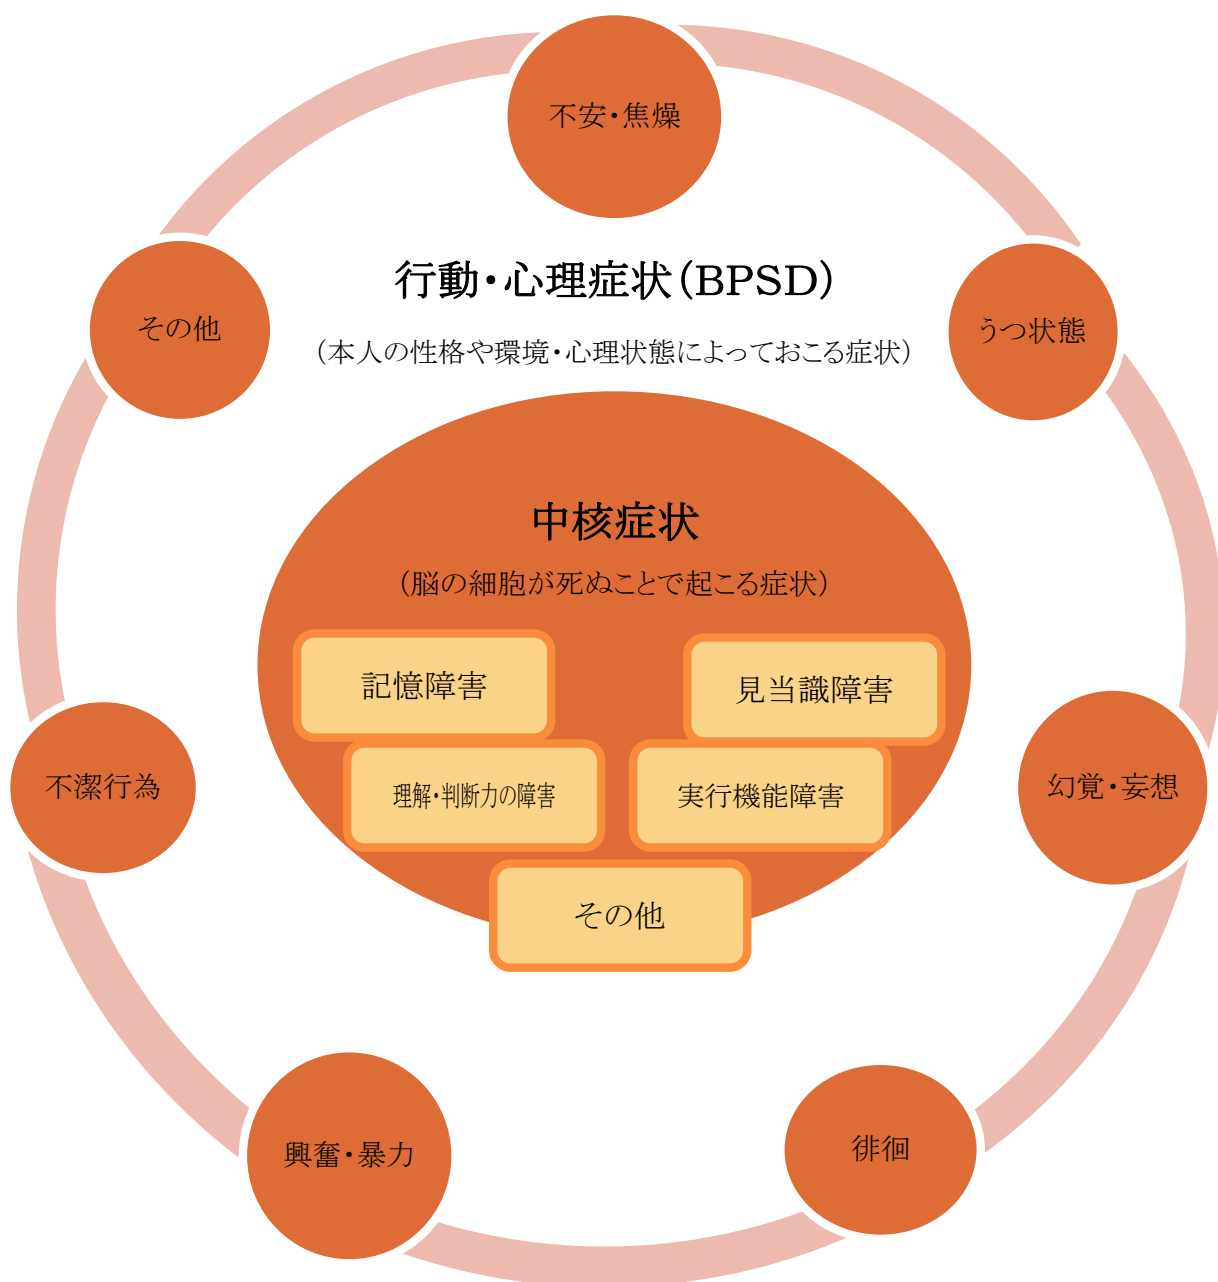 不安・焦燥
行動・心理症状（BPSD）
その他
うつ状態
（本人の性格や環境・心理状態によっておこる症状）
中核症状
（脳の細胞が死ぬことで起こる症状）
記憶障害
見当識障害
不潔行為
理解・判断力の障害
実行機能障害
幻覚・妄想
その他
興奮・暴力
徘徊